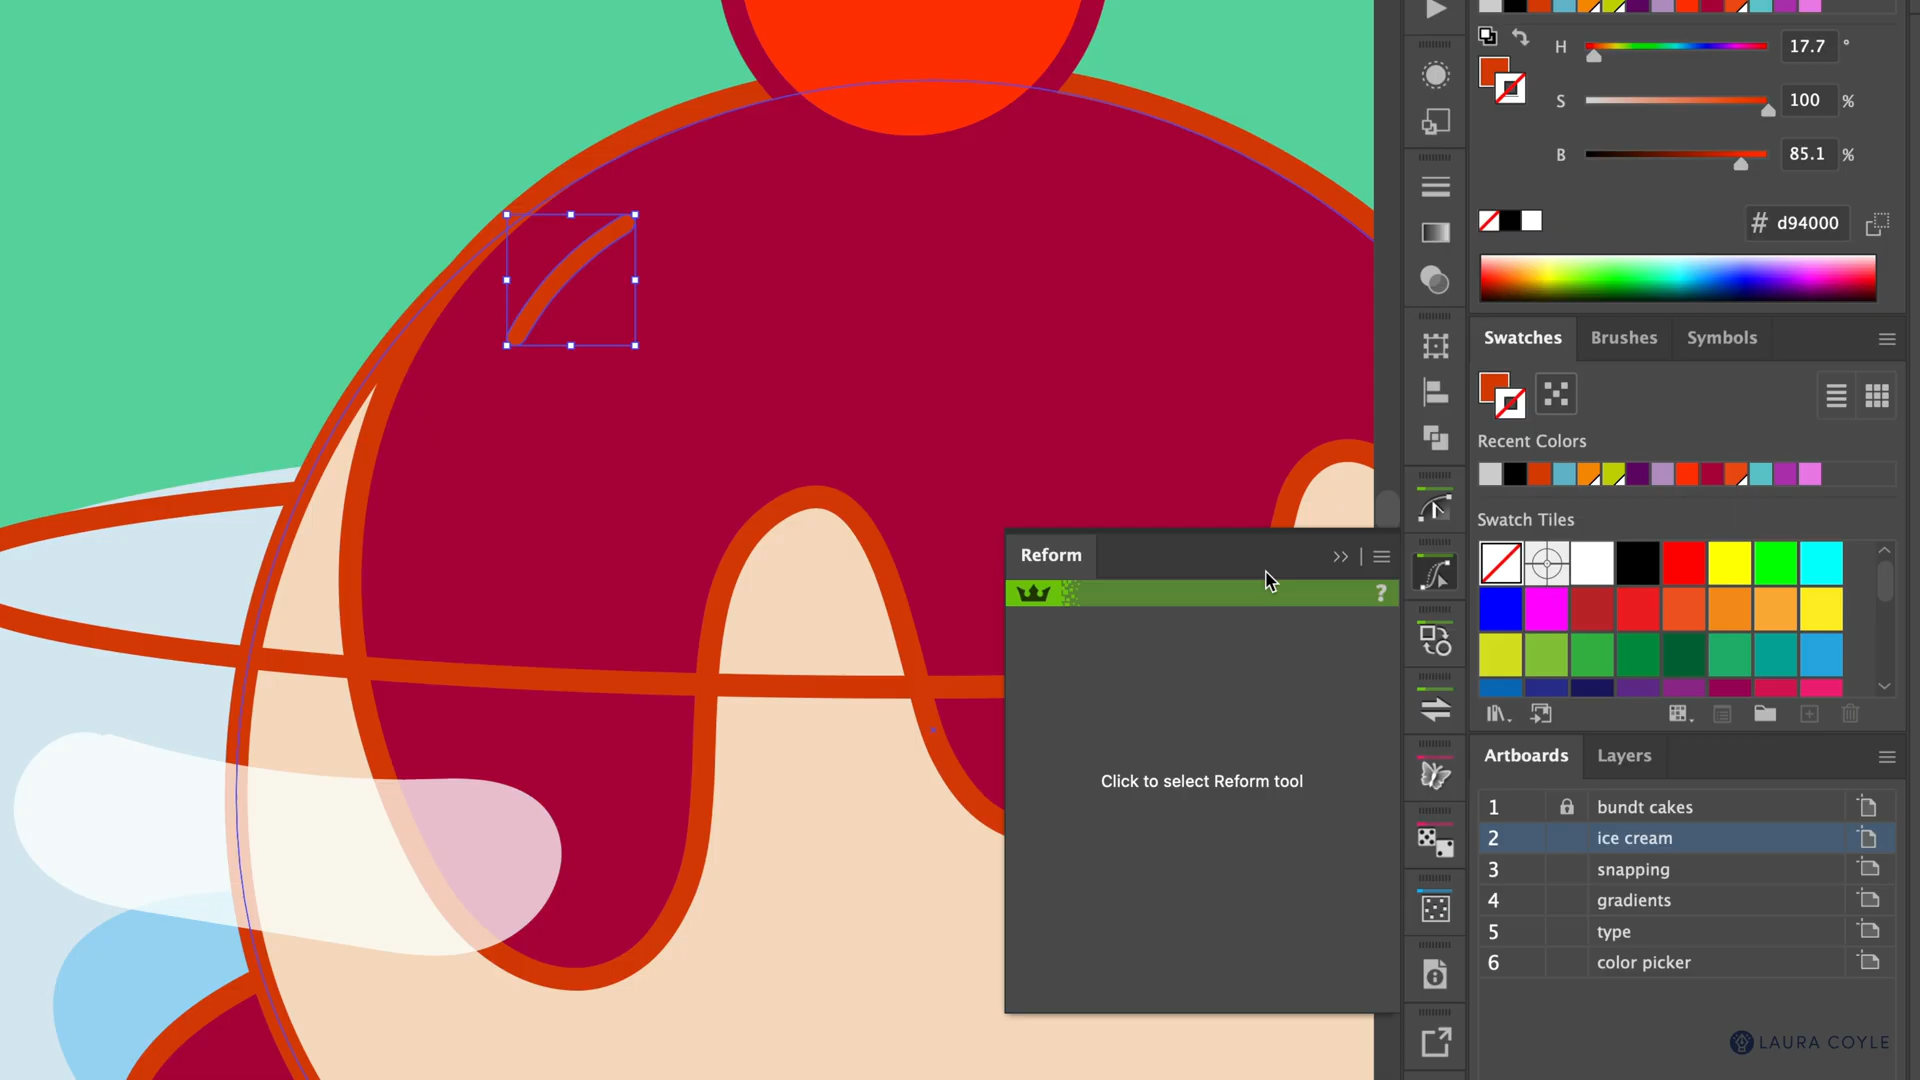 H 17.7 °
S 100 %
B 85.1 %
# d94000
Swatches Brushes Symbols
Recent Colors
Swatch Tiles
Reform
?
Click to select Reform tool
Artboards Layers
1 bundt cakes
2 ice cream
3 snapping
4 gradients
5 type
6 color picker
LAURA COYLE